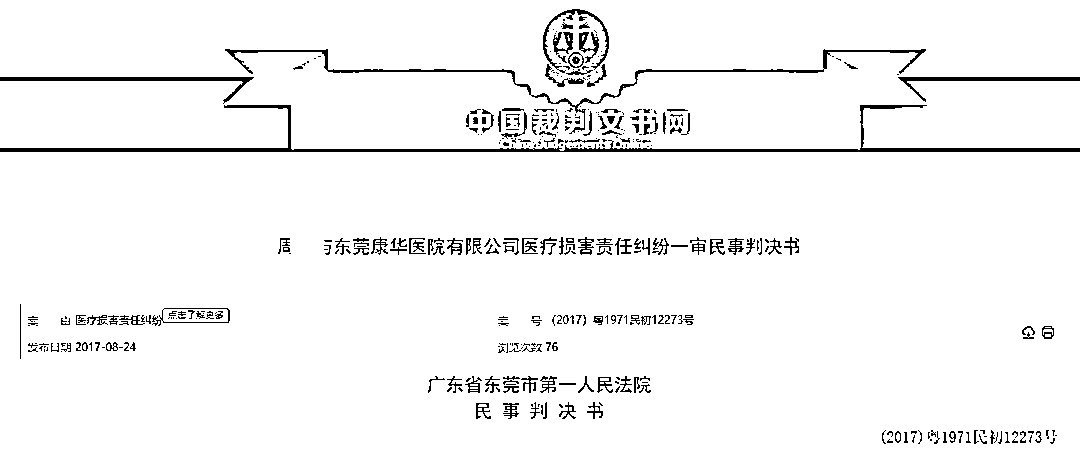 中国裁判文书网
China Judgements Online
周 与东莞康华医院有限公司医疗损害责任纠纷一审民事判决书
案 由 医疗损害责任纠纷 点击了解更多
案 号 (2017) 粤1971民初12273号
发布日期 2017-08-24
浏览次数 76
广东省东莞市第一人民法院
民 事 判 决 书
(2017)粤1971民初12273号